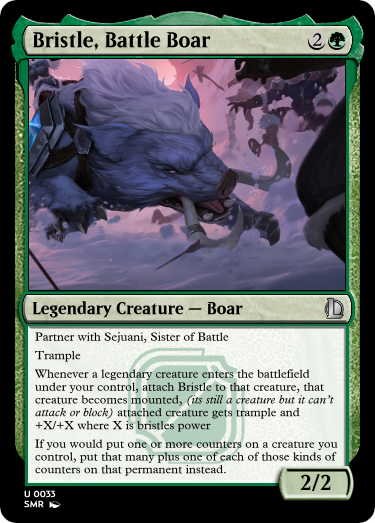 Bristle, Battle Boar 2
Legendary Creature — Boar
Partner with Sejuani, Sister of Battle
Trample
Whenever a legendary creature enters the battlefield
under your control, attach Bristle to that creature, that
creature becomes mounted, (its still a creature but it can't
attack or block) attached creature gets trample and
+X/+X where X is bristles power
If you would put one or more counters on a creature you
control, put that many plus one of each of those kinds of
counters on that permanent instead.
2/2
U 0033
SMR